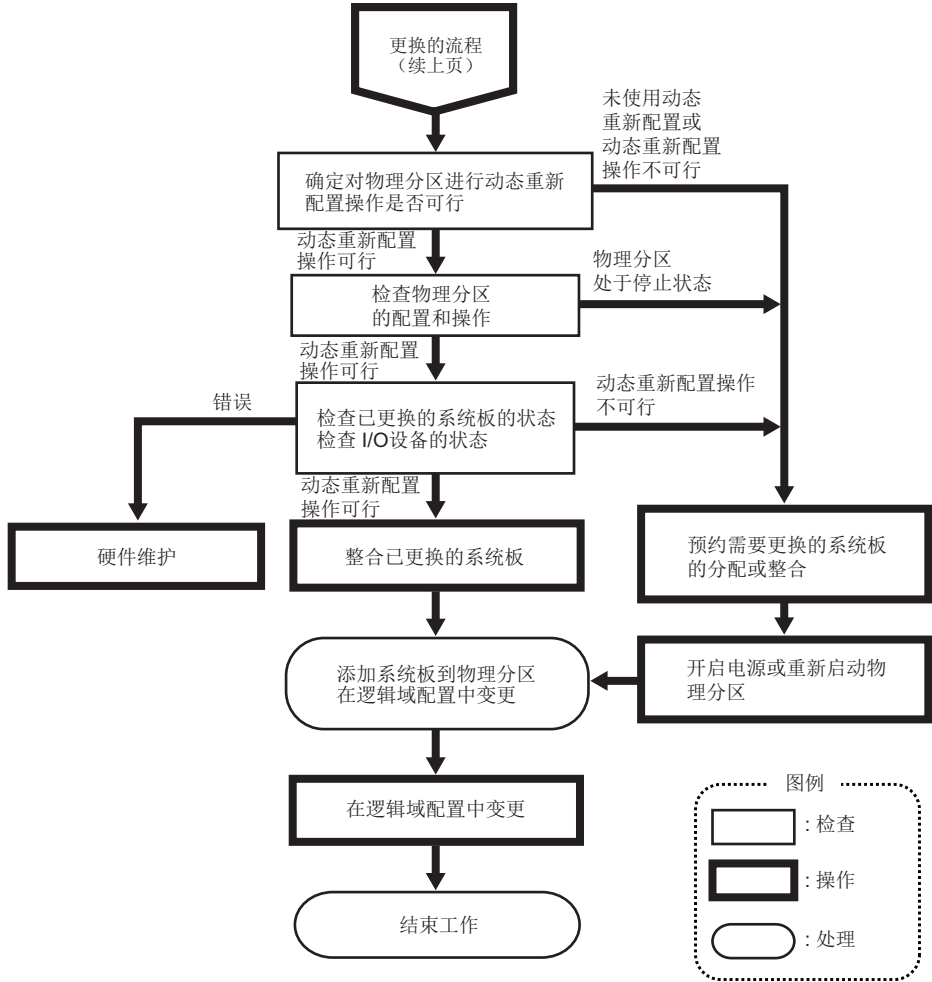 更换的流程
（续上页）
未使用动态
重新配置或
动态重新配置
操作不可行
确定对物理分区进行动态重新
配置操作是否可行
动态重新配置
操作可行
物理分区
处于停止状态
检查物理分区
的配置和操作
动态重新配置
操作可行
动态重新配置操作
不可行
错误
检查已更换的系统板的状态
检查 I/O设备的状态
动态重新配置
操作可行
硬件维护
整合已更换的系统板
预约需要更换的系统板
的分配或整合
添加系统板到物理分区
在逻辑域配置中变更
开启电源或重新启动物
理分区
在逻辑域配置中变更
结束工作
图例
: 检查
: 操作
: 处理